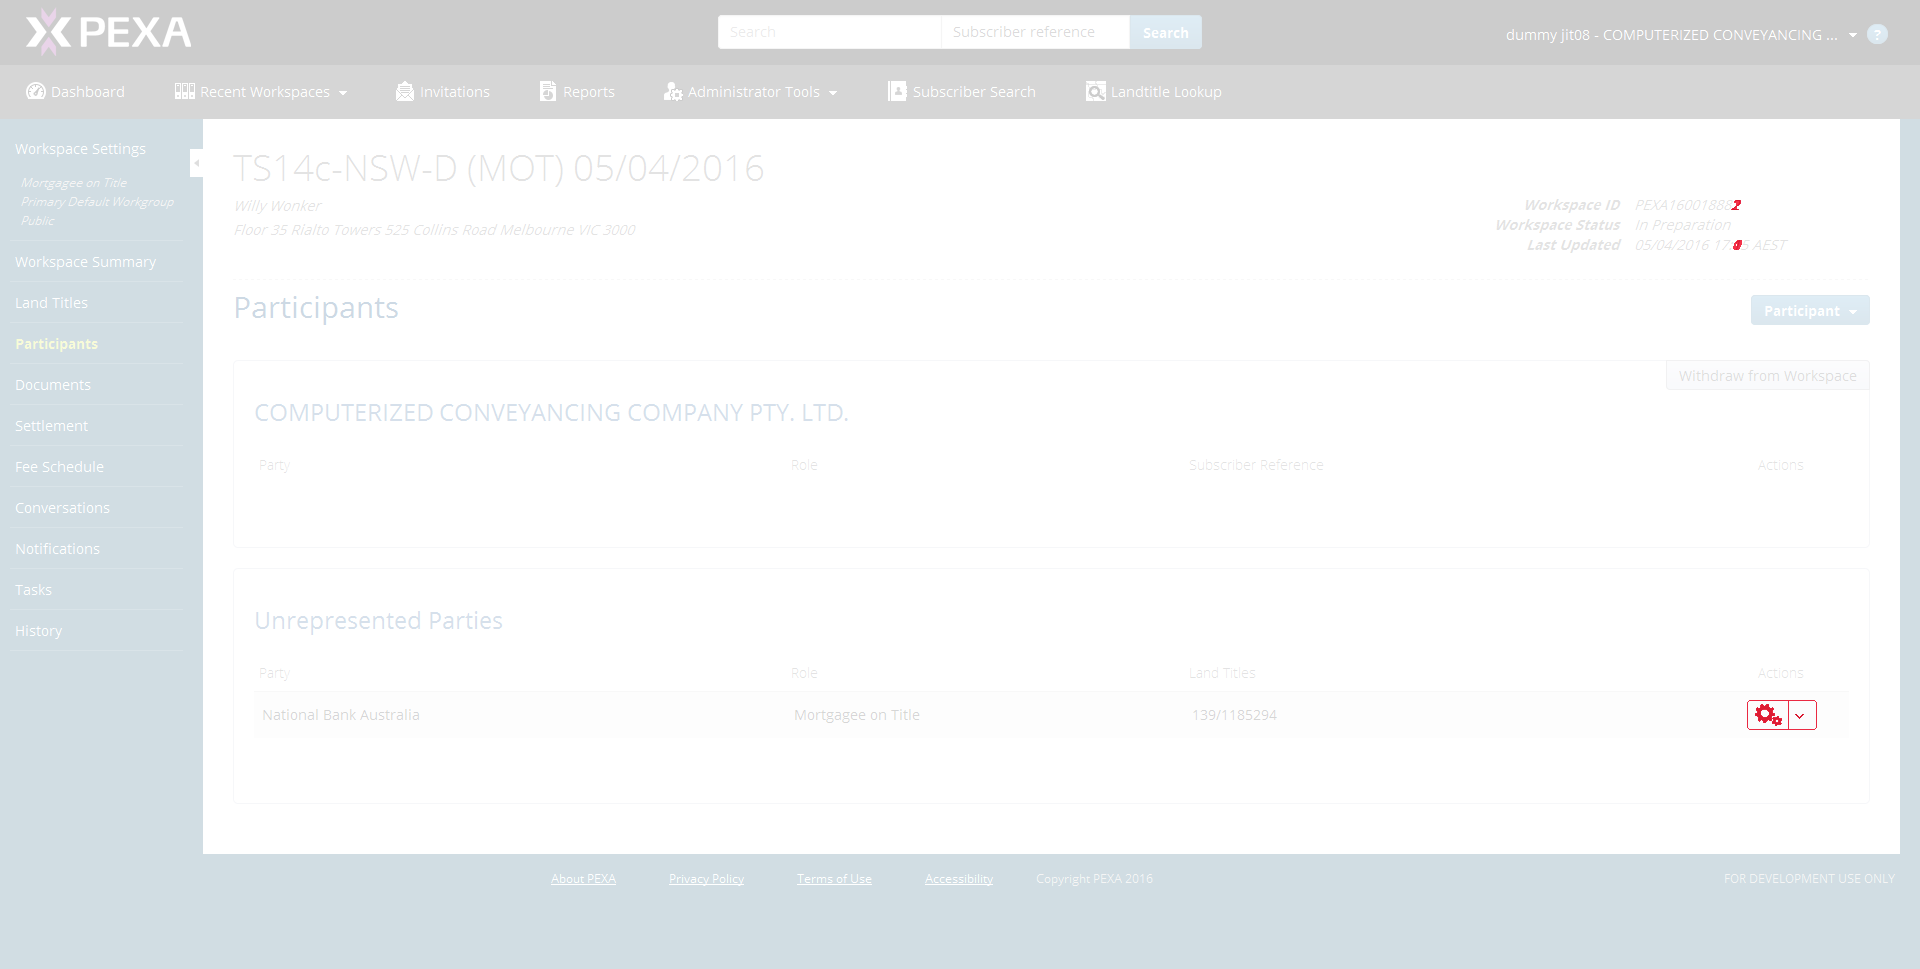 PEXA
Search Subscriber reference Search
dummy jit08 - COMPUTERIZED CONVEYANCING ... ?
Dashboard Recent Workspaces Invitations Reports Administrator Tools Subscriber Search Landtitle Lookup
Workspace Settings
Mortgagee on Title
Primary Default Workgroup
Public
Workspace Summary
Land Titles
Participants
Documents
Settlement
Fee Schedule
Conversations
Notifications
Tasks
History
TS14c-NSW-D (MOT) 05/04/2016
Willy Wonker
Floor 35 Rialto Towers 525 Collins Road Melbourne VIC 3000
Workspace ID
Workspace Status In Preparation
Last Updated 05/04/2016 AEST
Participants
Participant
Withdraw from Workspace
COMPUTERIZED CONVEYANCING COMPANY PTY. LTD.
Party Role Subscriber Reference Actions
Unrepresented Parties
Party Role Land Titles Actions
National Bank Australia Mortgagee on Title 139/1185294
About PEXA Privacy Policy Terms of Use Accessibility Copyright PEXA 2016 FOR DEVELOPMENT USE ONLY